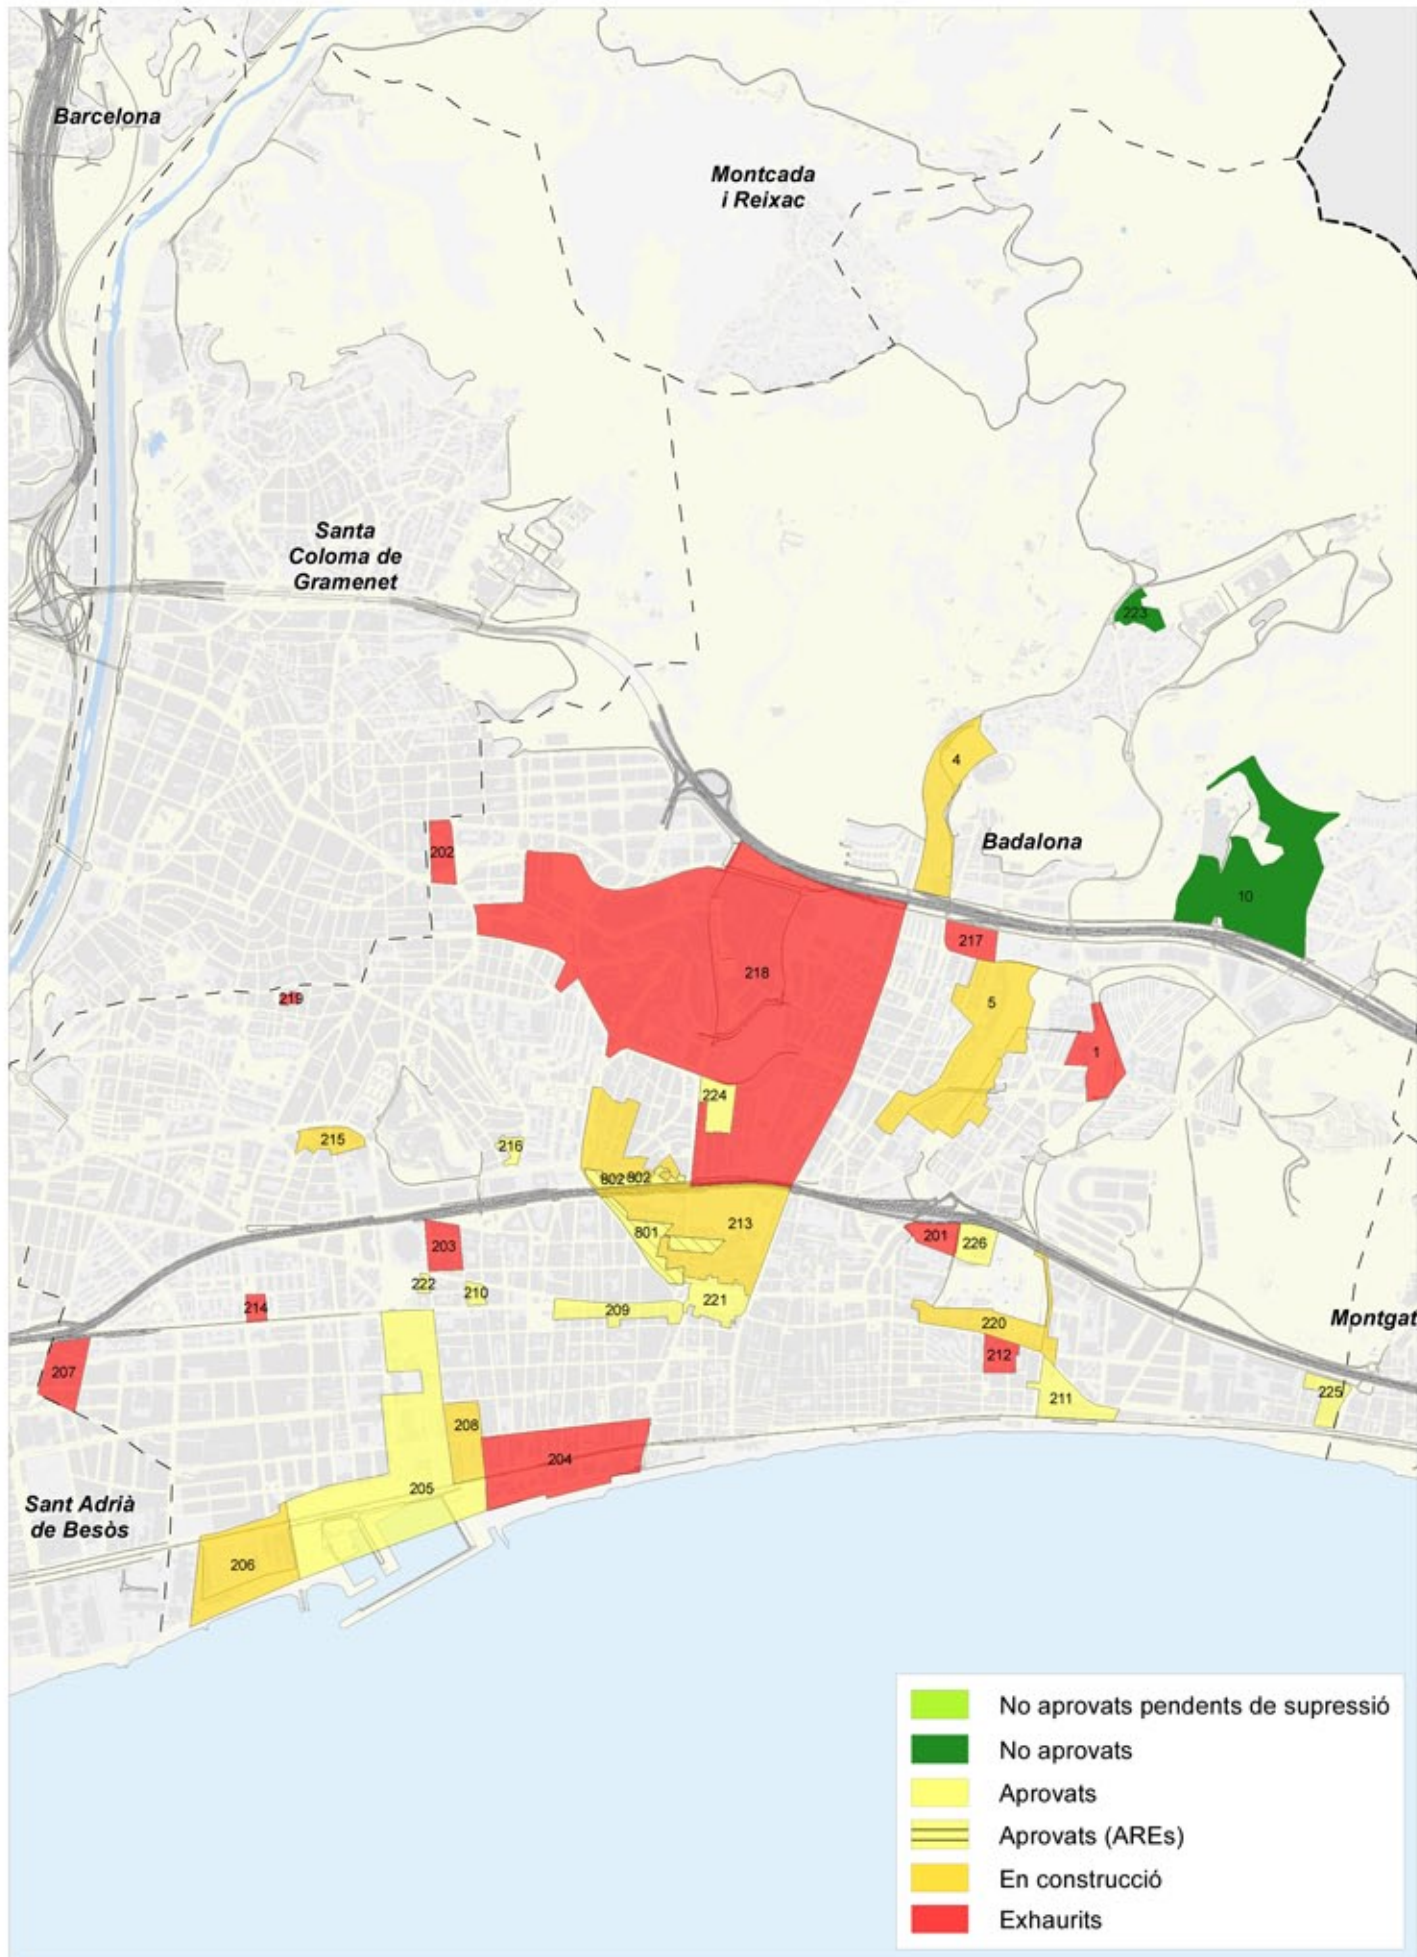 Barcelona
Montcada
i Reixac
Santa
Coloma de
Gramenet
223
4
Badalona
202
10
217
218
219
5
1
224
215
216
802 802
801
213
203
201
226
222
210
214
209
221
220
Montgat
207
212
225
211
208
204
205
Sant Adrià
de Besòs
206
No aprovats pendents de supressió
No aprovats
Aprovats
Aprovats (AREs)
En construcció
Exhaurits